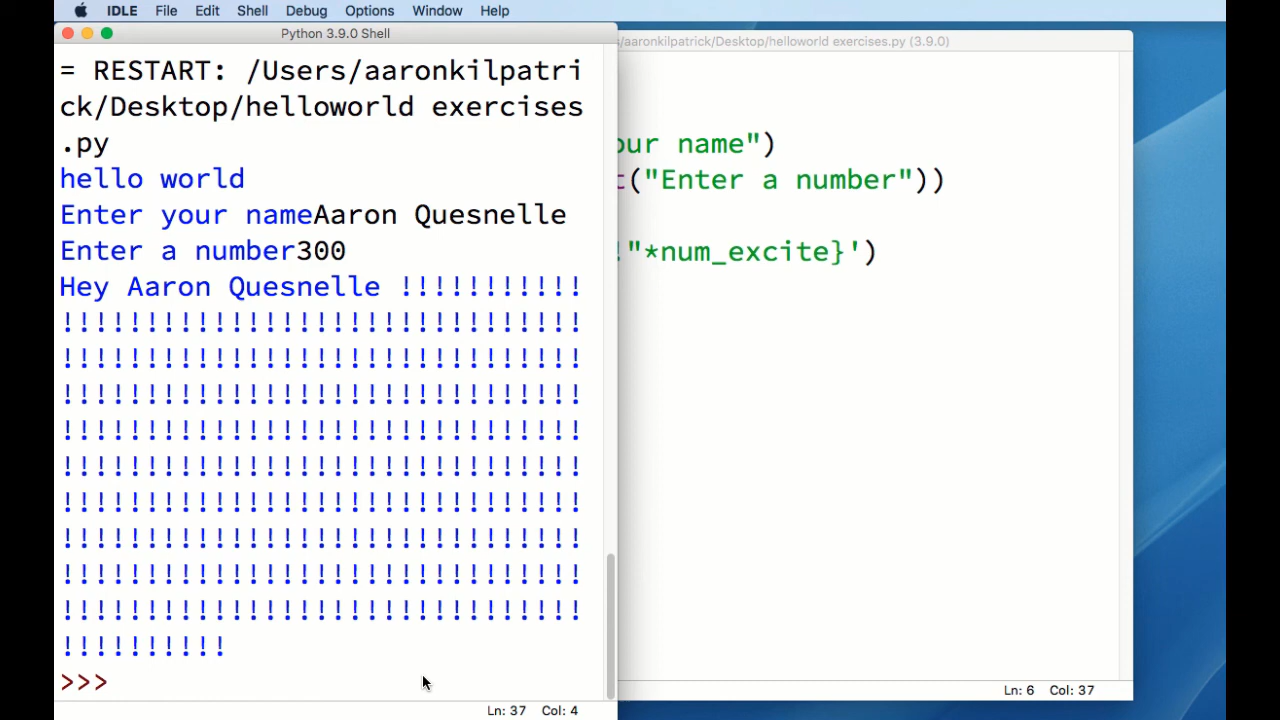 IDLE File Edit Shell Debug Options Window Help
Python 3.9.0 Shell
= RESTART: /Users/aaronkilpatri
ck/Desktop/helloworld exercises
.py
hello world
Enter your nameAaron Quesnelle
Enter a number300
Hey Aaron Quesnelle !!!!!!!!!!!
!!!!!!!!!!!!!!!!!!!!!!!!!!!!!!!
!!!!!!!!!!!!!!!!!!!!!!!!!!!!!!!
!!!!!!!!!!!!!!!!!!!!!!!!!!!!!!!
!!!!!!!!!!!!!!!!!!!!!!!!!!!!!!!
!!!!!!!!!!!!!!!!!!!!!!!!!!!!!!!
!!!!!!!!!!!!!!!!!!!!!!!!!!!!!!!
!!!!!!!!!!!!!!!!!!!!!!!!!!!!!!!
!!!!!!!!!!!!!!!!!!!!!!!!!!!!!!!
!!!!!!!!!!!!!!!!!!!!!!!!!!!!!!!
!!!!!!!!!!
>>>
Ln: 37 Col: 4
/aaronkilpatrick/Desktop/helloworld exercises.py (3.9.0)
our name")
t("Enter a number"))
!"*num_excite}')
Ln: 6 Col: 37